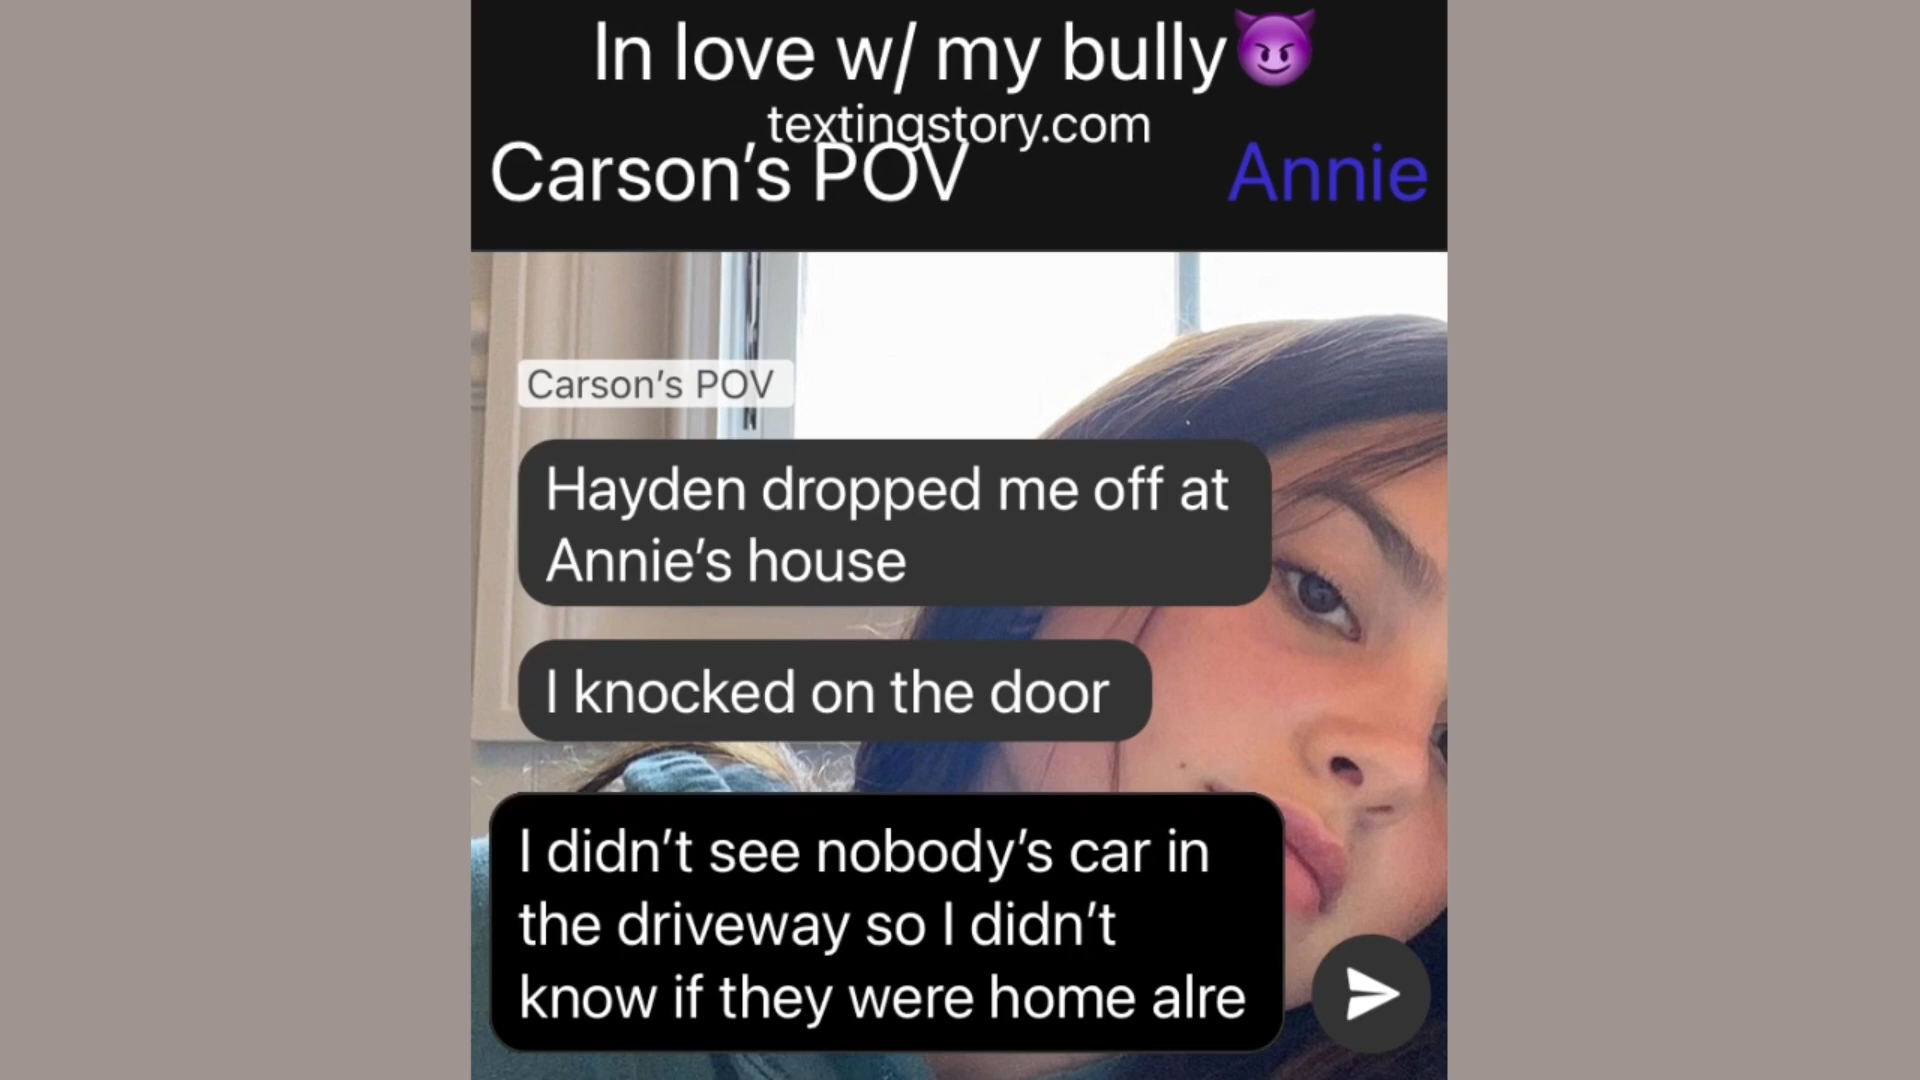 In love w/ my bully😈
textingstory.com
Carson's POV
Annie
Carson's POV
Hayden dropped me off at
Annie's house
I knocked on the door
I didn't see nobody's car in
the driveway so I didn't
know if they were home alre